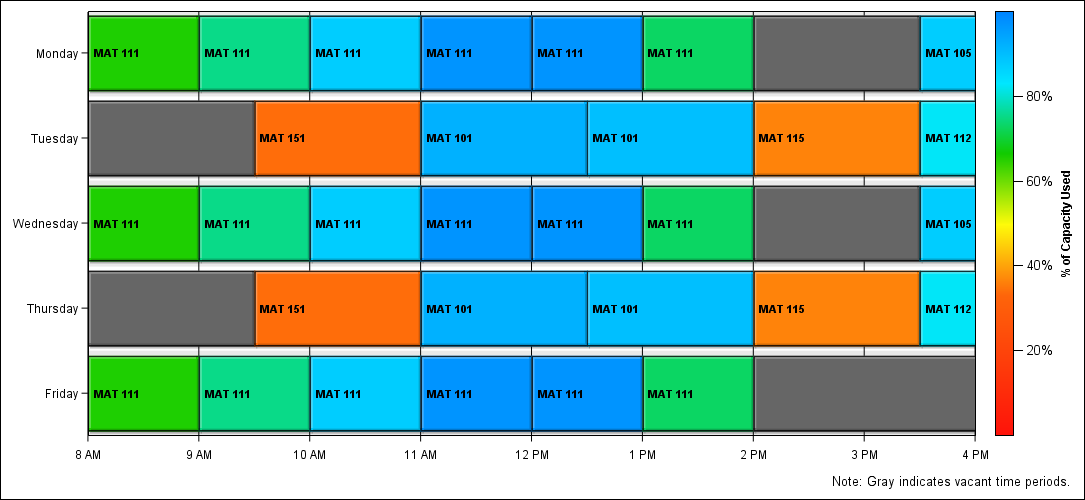 Monday
MAT 111 MAT 111 MAT 111 MAT 111 MAT 111 MAT 111 MAT 105
Tuesday
MAT 151 MAT 101 MAT 101 MAT 115 MAT 112
Wednesday
MAT 111 MAT 111 MAT 111 MAT 111 MAT 111 MAT 111 MAT 105
Thursday
MAT 151 MAT 101 MAT 101 MAT 115 MAT 112
Friday
MAT 111 MAT 111 MAT 111 MAT 111 MAT 111 MAT 111
8 AM 9 AM 10 AM 11 AM 12 PM 1 PM 2 PM 3 PM 4 PM
80%
60%
40%
20%
% of Capacity Used
Note: Gray indicates vacant time periods.